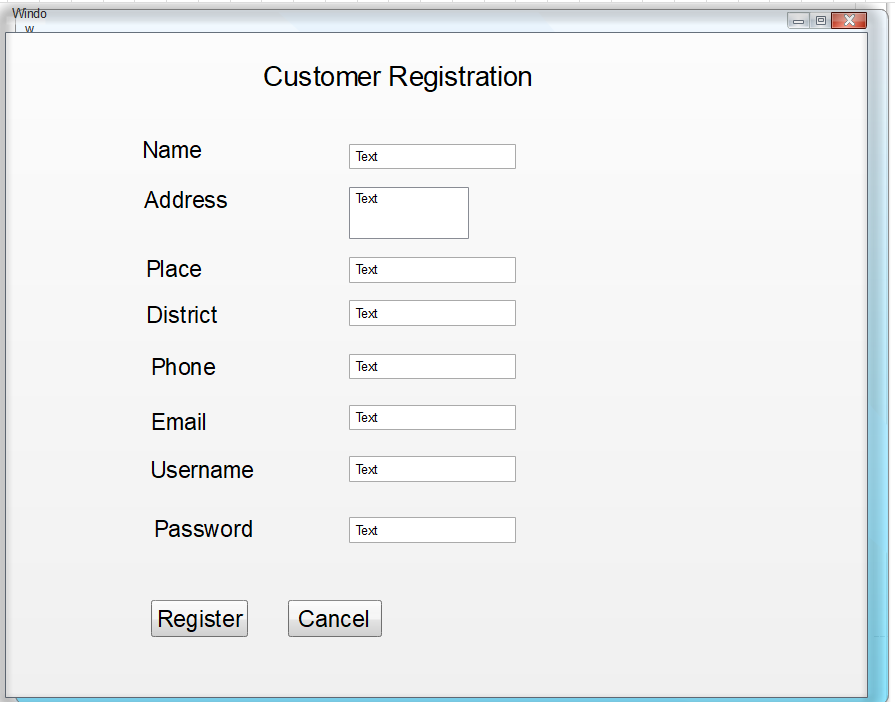 Windo
w
Customer Registration
Name
Text
Address
Text
Place
Text
District
Text
Phone
Text
Email
Text
Username
Text
Password
Text
Register
Cancel